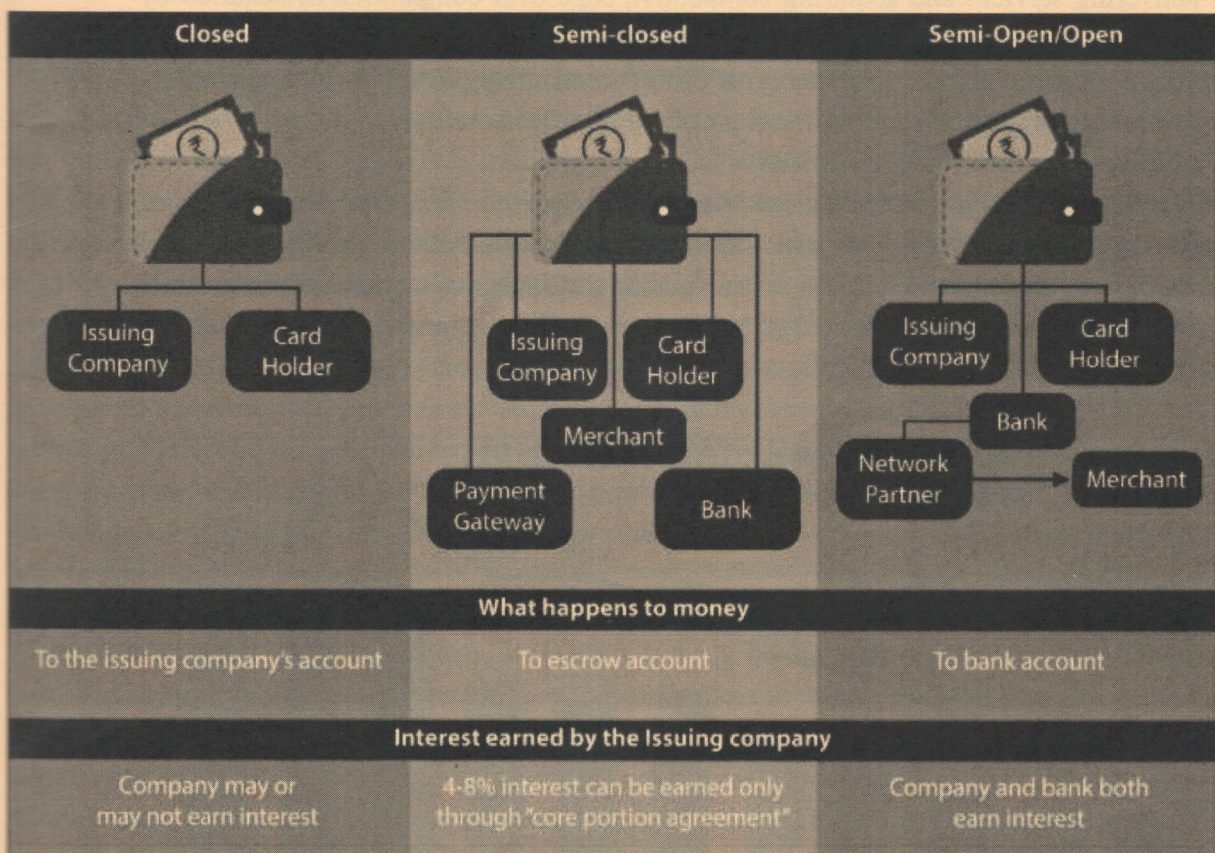 Closed
Semi-closed
Semi-Open/Open
₹
₹
₹
Issuing
Company
Card
Holder
Issuing
Company
Card
Holder
Merchant
Payment
Gateway
Bank
Issuing
Company
Card
Holder
Bank
Network
Partner
Merchant
What happens to money
To the issuing company's account
To escrow account
To bank account
Interest earned by the Issuing company
Company may or
may not earn interest
4-8% interest can be earned only
through "core portion agreement"
Company and bank both
earn interest